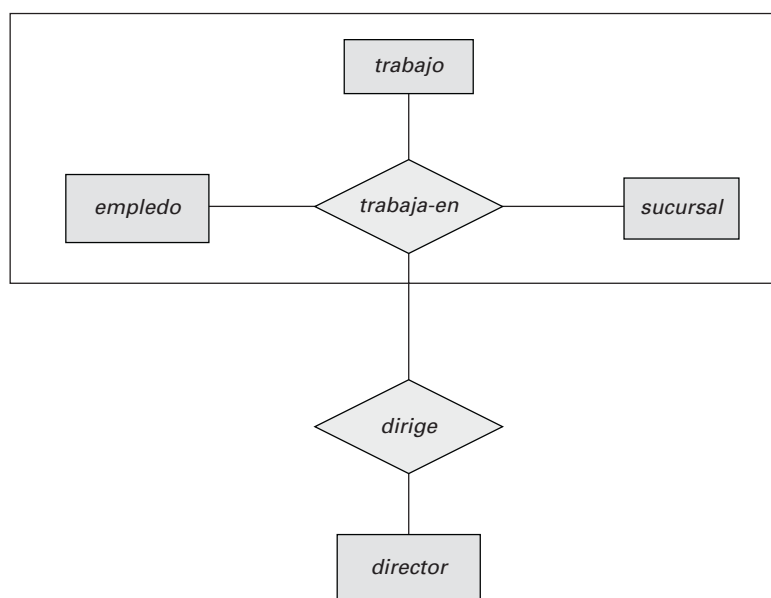 trabajo
empledo
trabaja-en
sucursal
dirige
director